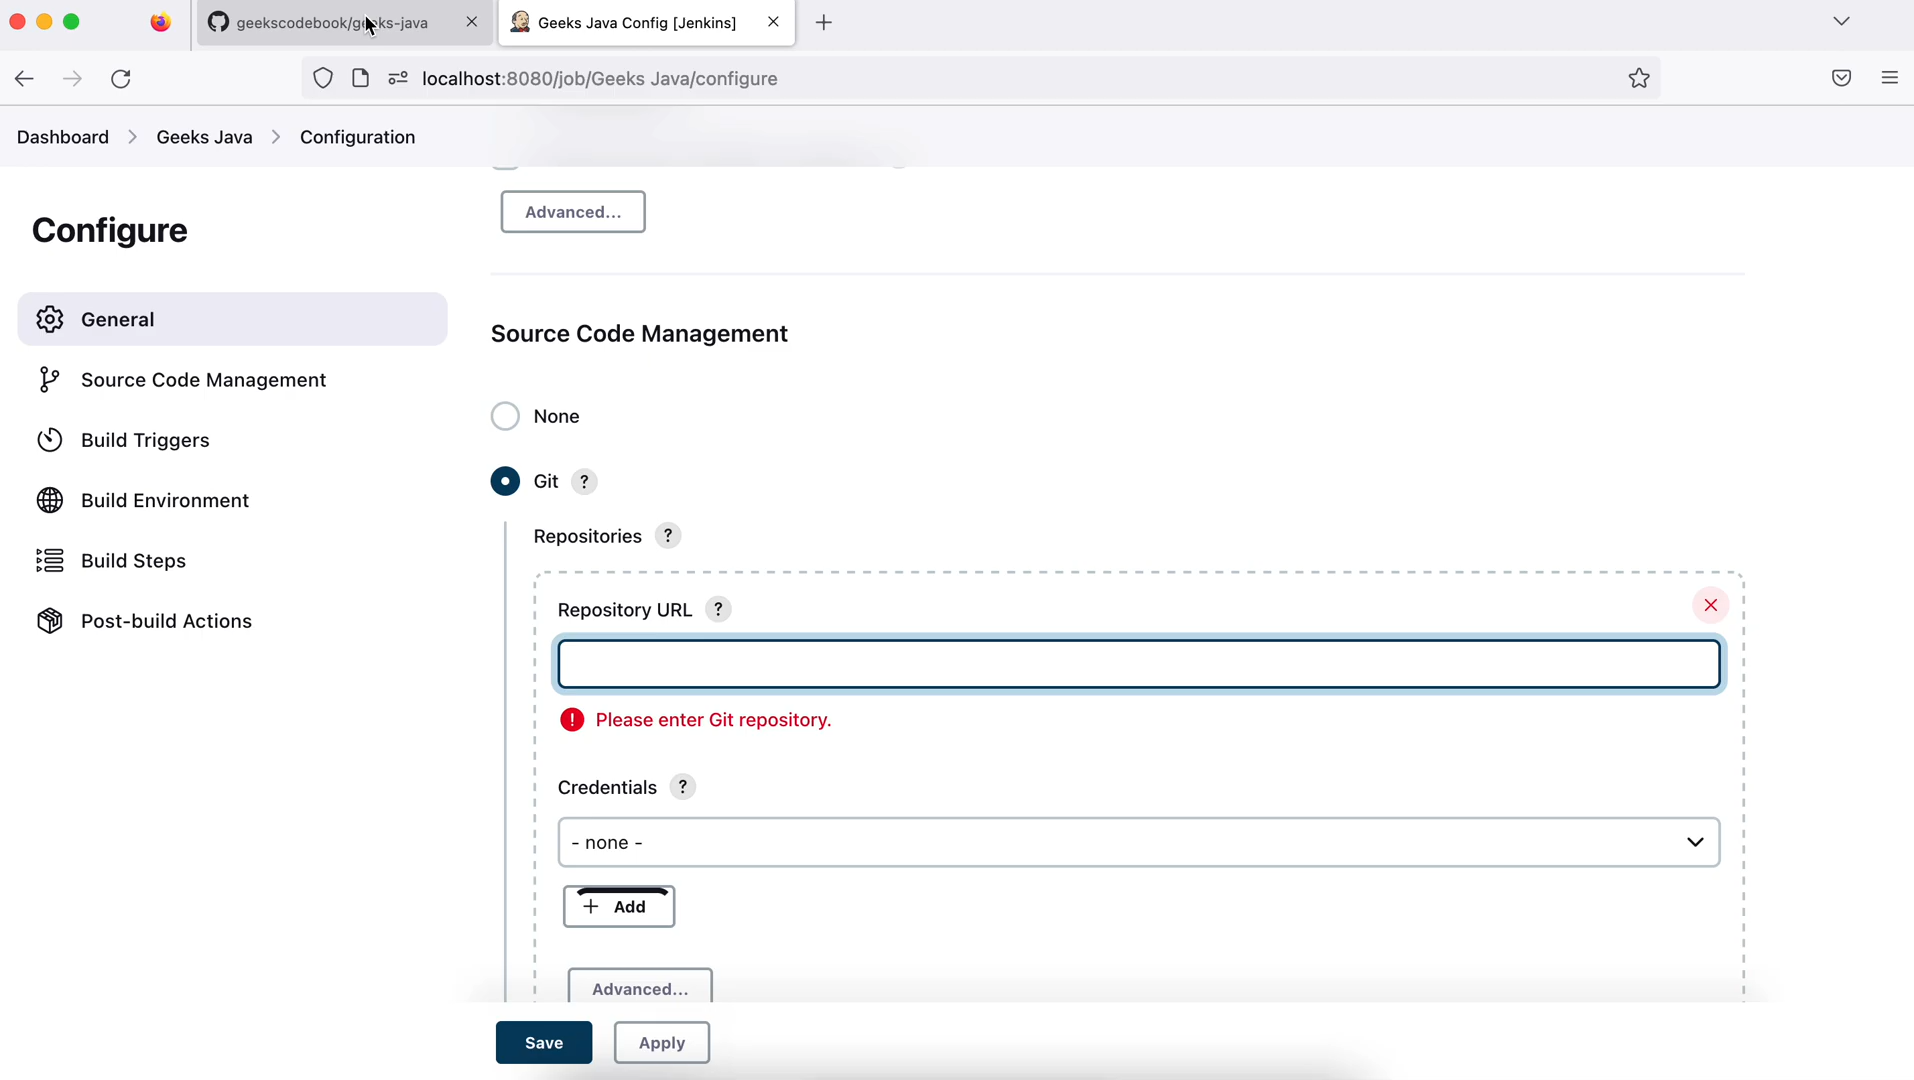 geekscodebook/geeks-java
Geeks Java Config [Jenkins]
localhost:8080/job/Geeks Java/configure
Dashboard > Geeks Java > Configuration
Configure
General
Source Code Management
Build Triggers
Build Environment
Build Steps
Post-build Actions
Advanced...
Source Code Management
None
Git ?
Repositories ?
Repository URL ?
! Please enter Git repository.
Credentials ?
- none -
+ Add
Advanced...
Save
Apply